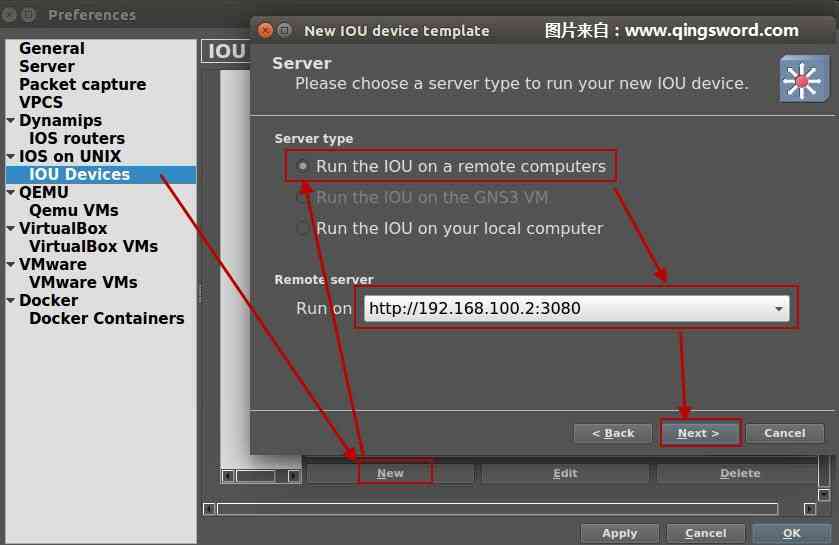 Preferences
General
Server
Packet capture
VPCS
Dynamips
IOS routers
IOS on UNIX
IOU Devices
QEMU
Qemu VMs
VirtualBox
VirtualBox VMs
VMware
VMware VMs
Docker
Docker Containers
IOU
New IOU device template
图片来自：www.qingsword.com
Server
Please choose a server type to run your new IOU device.
Server type
Run the IOU on a remote computers
Run the IOU on the GNS3 VM
Run the IOU on your local computer
Remote server
Run on http://192.168.100.2:3080
< Back Next > Cancel
New Edit Delete
Apply Cancel OK